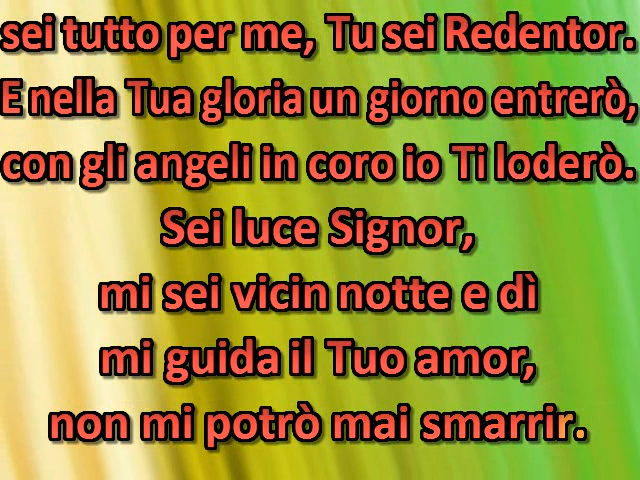 sei tutto per me, Tu sei Redentor.
E nella Tua gloria un giorno entrerò,
con gli angeli in coro io Ti loderò.
Sei luce Signor,
mi sei vicin notte e dì
mi guida il Tuo amor,
non mi potrò mai smarrir.